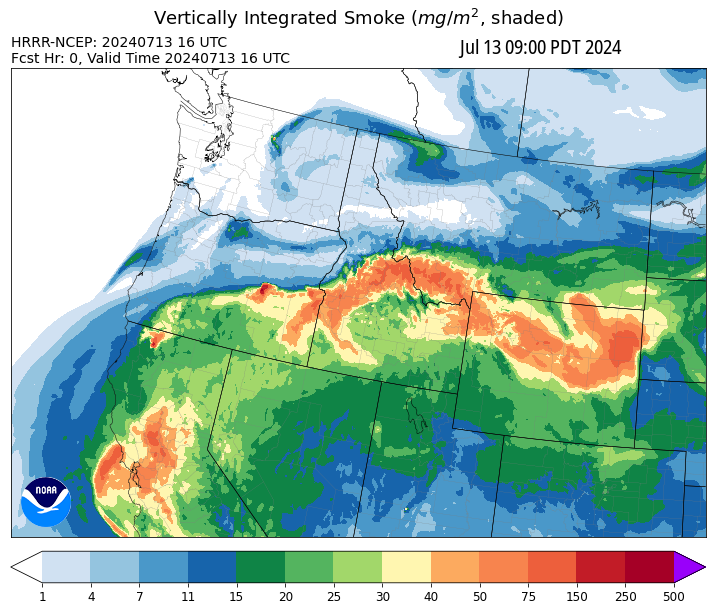 Vertically Integrated Smoke (mg/m², shaded)
HRRR-NCEP: 20240713 16 UTC
Jul 13 09:00 PDT 2024
Fcst Hr: 0, Valid Time 20240713 16 UTC
NOAA
1 4 7 11 15 20 25 30 40 50 75 150 250 500